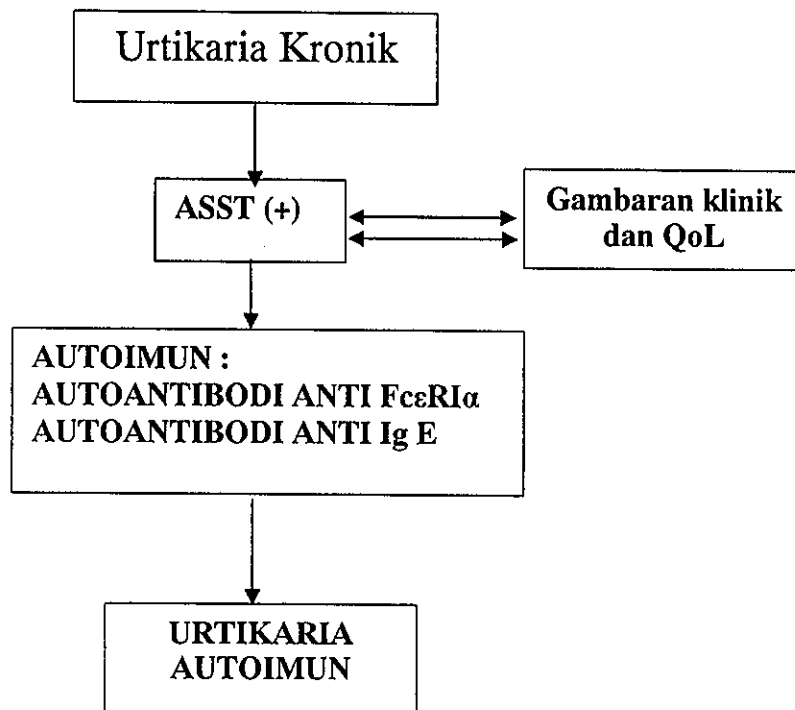 Urtikaria Kronik
ASST (+)
Gambaran klinik
dan QoL
AUTOIMUN :
AUTOANTIBODI ANTI FcεRIα
AUTOANTIBODI ANTI Ig E
URTIKARIA
AUTOIMUN